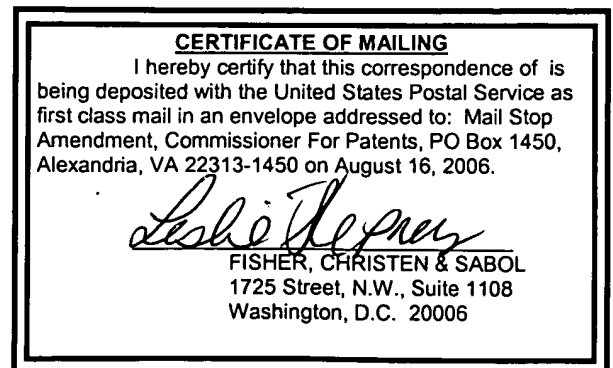 CERTIFICATE OF MAILING
I hereby certify that this correspondence of is
being deposited with the United States Postal Service as
first class mail in an envelope addressed to: Mail Stop
Amendment, Commissioner For Patents, PO Box 1450,
Alexandria, VA 22313-1450 on August 16, 2006.
Leslie
FISHER, CHRISTEN & SABOL
1725 Street, N.W., Suite 1108
Washington, D.C. 20006